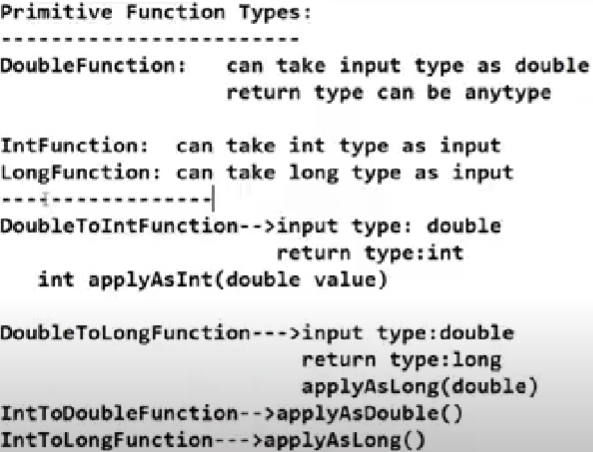 Primitive Function Types:
------------------------
DoubleFunction: can take input type as double
return type can be anytype
IntFunction: can take int type as input
LongFunction: can take long type as input
-----------------
DoubleToIntFunction-->input type: double
return type:int
int applyAsInt(double value)
DoubleToLongFunction--->input type:double
return type:long
applyAsLong(double)
IntToDoubleFunction-->applyAsDouble()
IntToLongFunction--->applyAsLong()